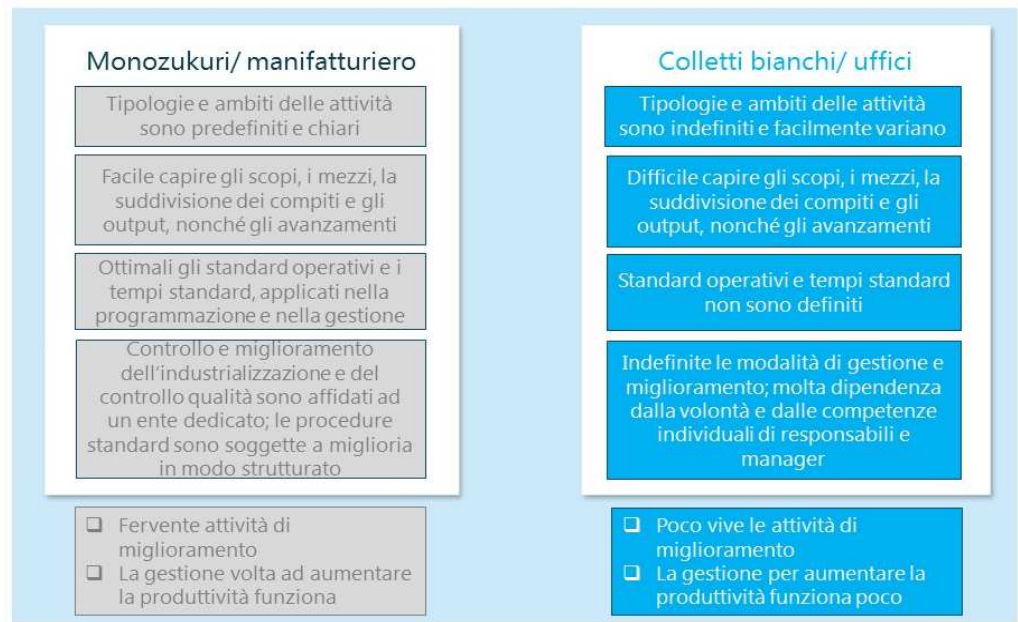 Monozukuri/ manifatturiero
Tipologie e ambiti delle attività
sono predefiniti e chiari
Facile capire gli scopi, i mezzi, la
suddivisione dei compiti e gli
output, nonché gli avanzamenti
Ottimali gli standard operativi e i
tempi standard, applicati nella
programmazione e nella gestione
Controllo e miglioramento
dell'industrializzazione e del
controllo qualità sono affidati ad
un ente dedicato; le procedure
standard sono soggette a miglioria
in modo strutturato
❑ Fervente attività di
miglioramento
❑ La gestione volta ad aumentare
la produttività funziona
Colletti bianchi/ uffici
Tipologie e ambiti delle attività
sono indefiniti e facilmente variano
Difficile capire gli scopi, i mezzi, la
suddivisione dei compiti e gli
output, nonché gli avanzamenti
Standard operativi e tempi standard
non sono definiti
Indefinite le modalità di gestione e
miglioramento; molta dipendenza
dalla volontà e dalle competenze
individuali di responsabili e
manager
❑ Poco vive le attività di
miglioramento
❑ La gestione per aumentare la
produttività funziona poco